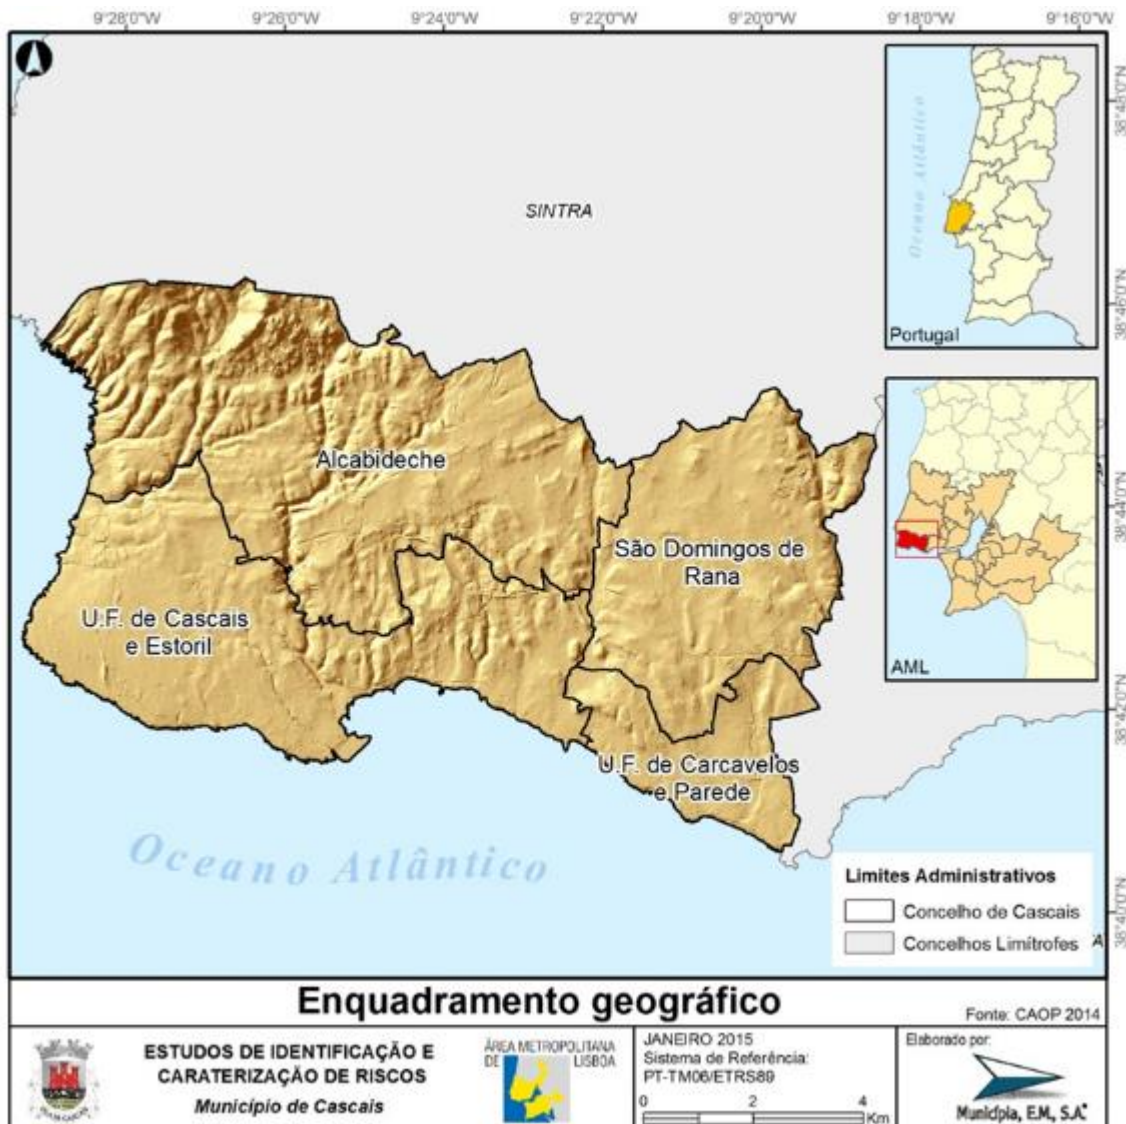 9°28'0"W 9°26'0"W 9°24'0"W 9°22'0"W 9°20'0"W 9°18'0"W 9°16'0"W
38°48'0"N
38°46'0"N
38°44'0"N
38°42'0"N
38°40'0"N
SINTRA
Oceano Atlântico
Portugal
AML
Alcabideche
São Domingos de
Rana
U.F. de Cascais
e Estoril
U.F. de Carcavelos
e Parede
Oceano Atlântico
Limites Administrativos
Concelho de Cascais
Concelhos Limítrofes
Enquadramento geográfico
Fonte: CAOP 2014
ESTUDOS DE IDENTIFICAÇÃO E
CARATERIZAÇÃO DE RISCOS
Município de Cascais
ÁREA METROPOLITANA
DE LISBOA
JANEIRO 2015
Sistema de Referência:
PT-TM06/ETRS89
0 2 4
Km
Elaborado por:
Municípia, E.M., S.A.